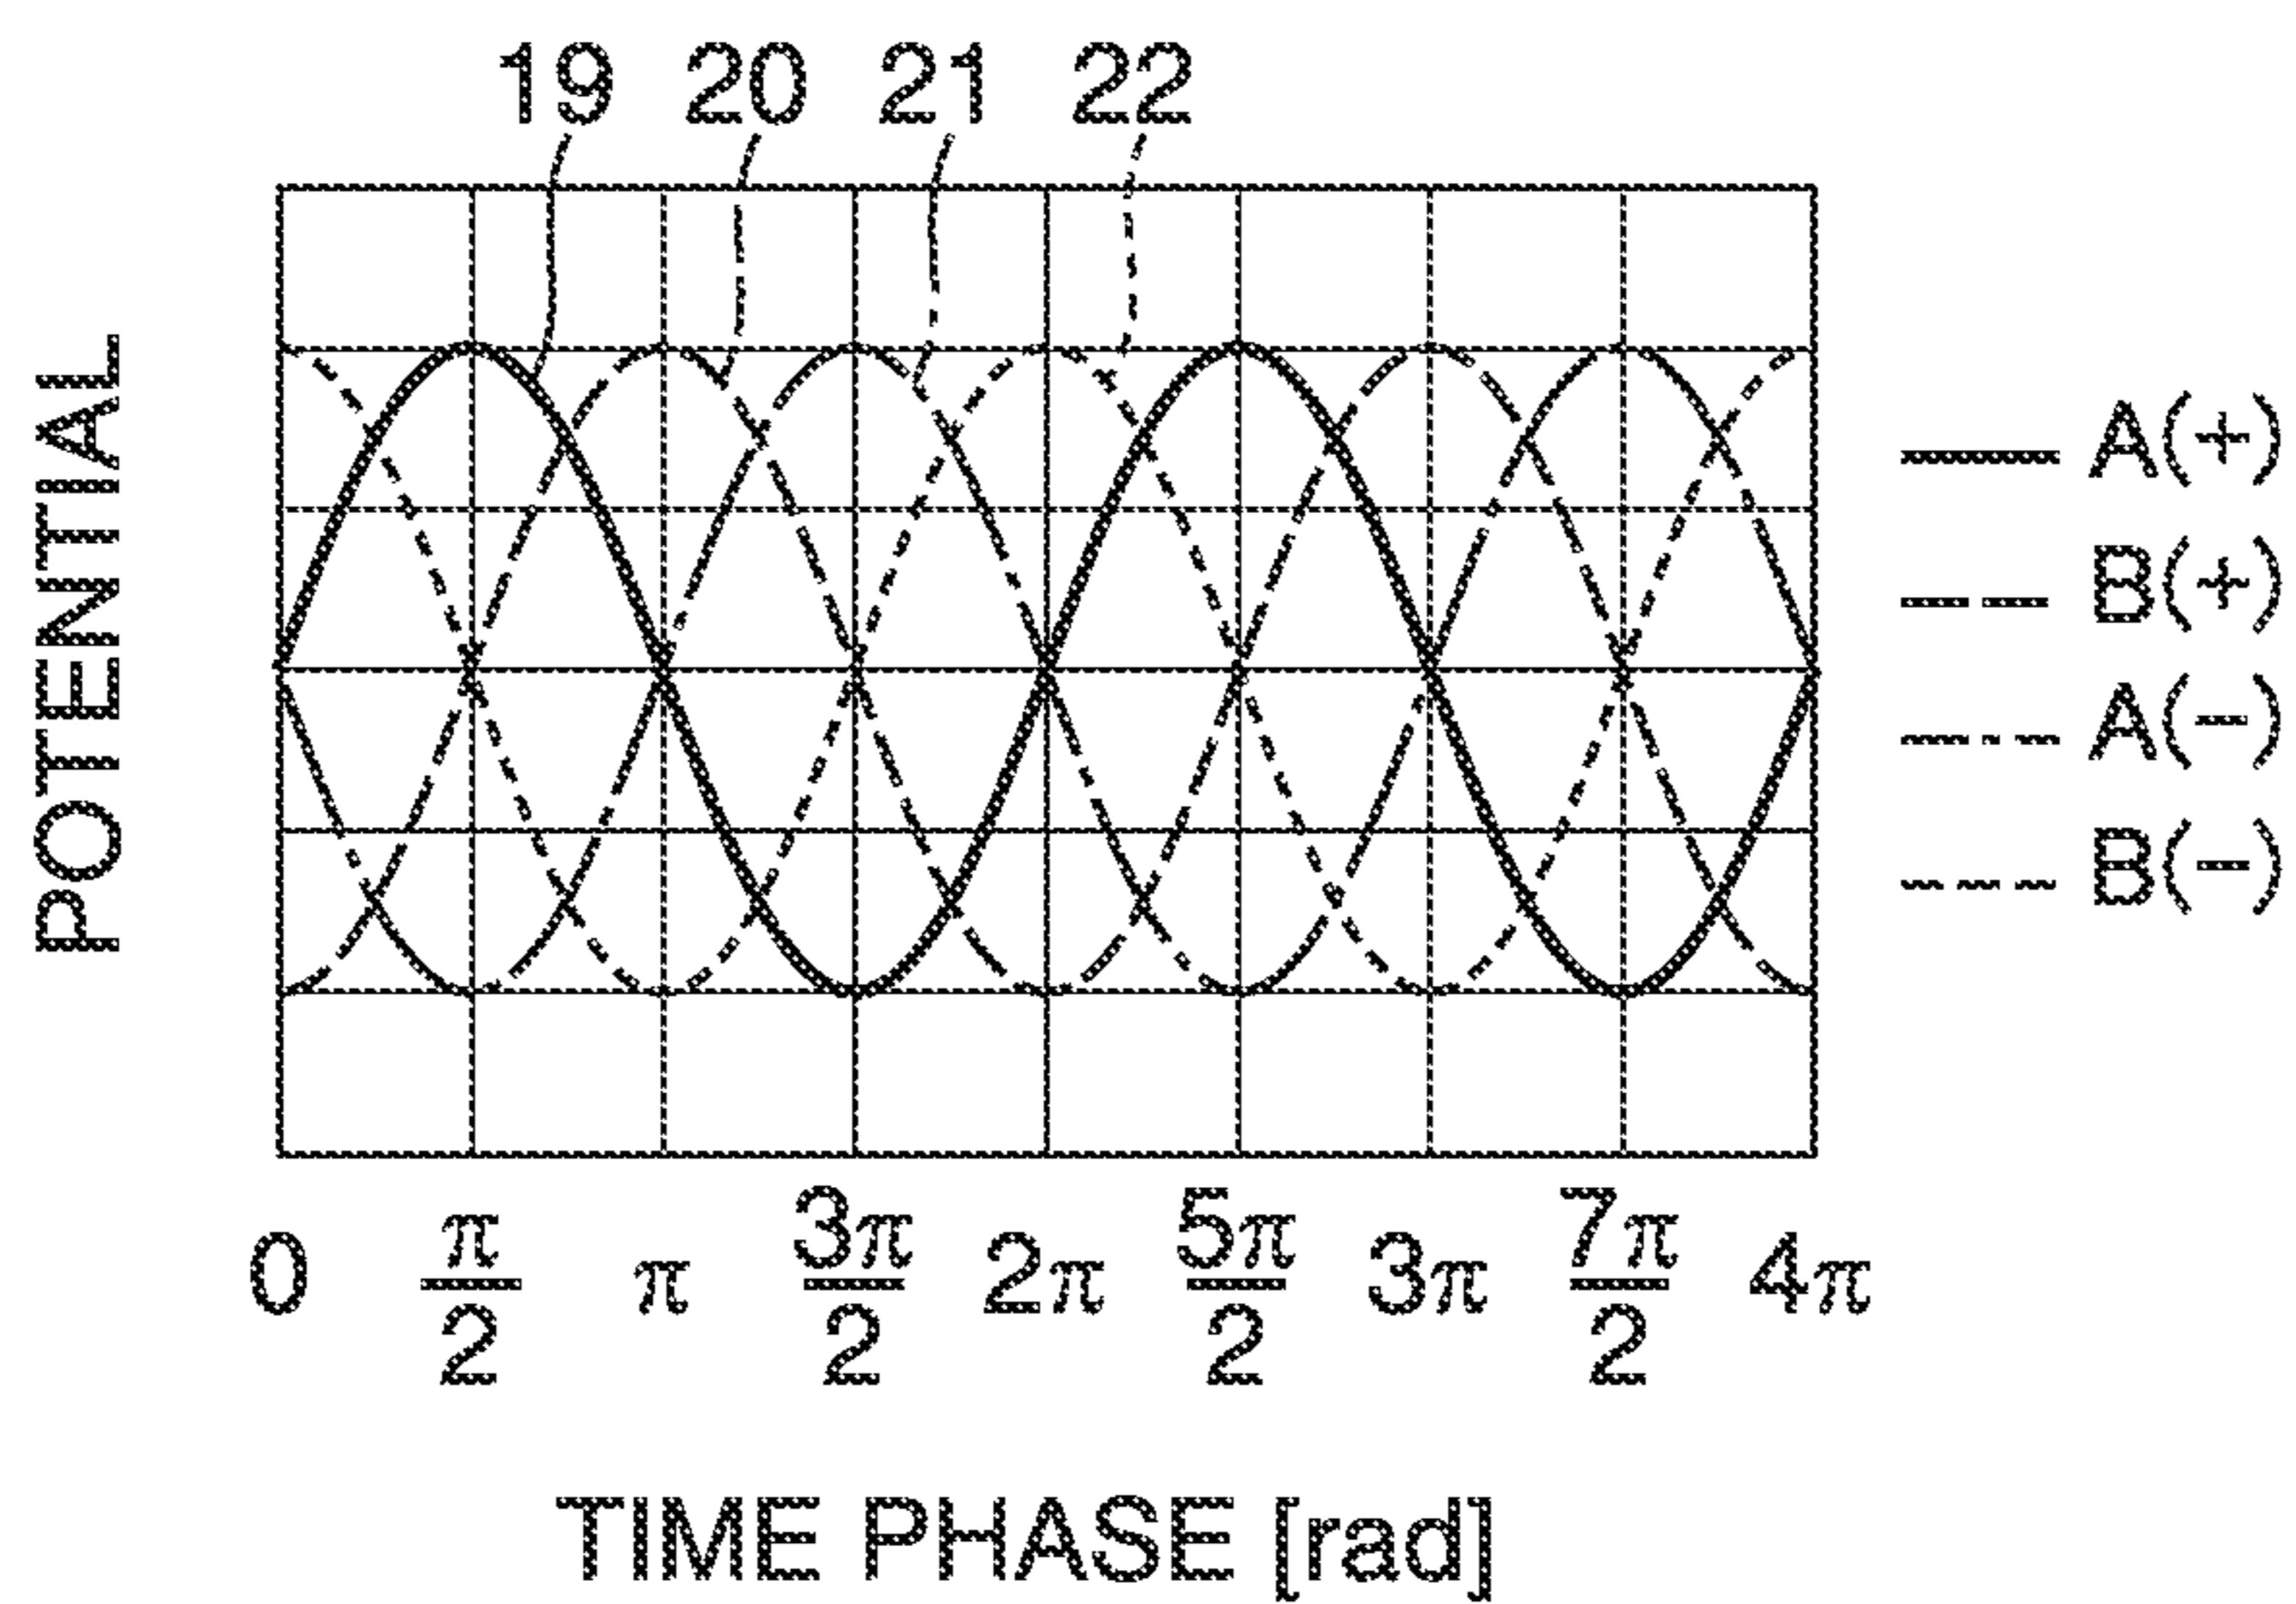 19 20 21 22
POTENTIAL
A(+)
B(+)
A(-)
B(-)
0 π/2 π 3π/2 2π 5π/2 3π 7π/2 4π
TIME PHASE [rad]